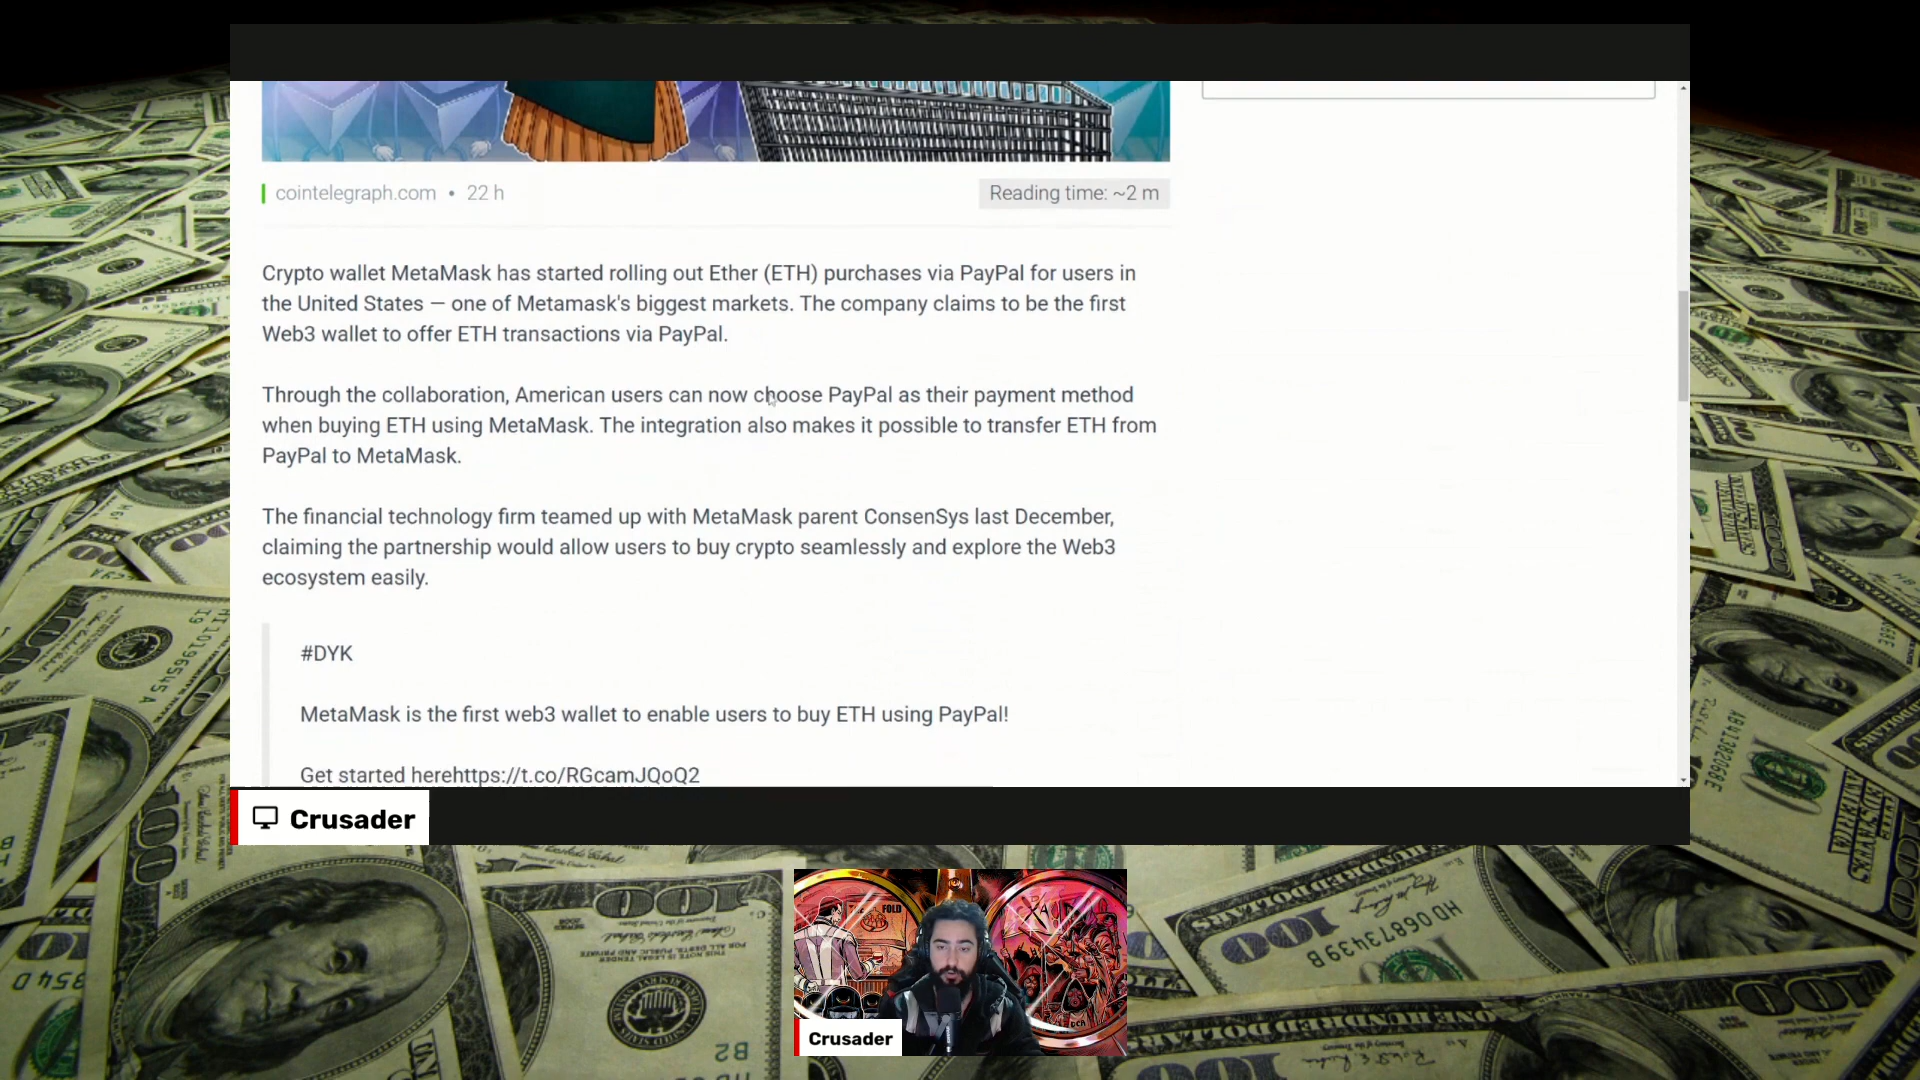 cointelegraph.com • 22 h
Reading time: ~2 m
Crypto wallet MetaMask has started rolling out Ether (ETH) purchases via PayPal for users in
the United States — one of Metamask's biggest markets. The company claims to be the first
Web3 wallet to offer ETH transactions via PayPal.
Through the collaboration, American users can now choose PayPal as their payment method
when buying ETH using MetaMask. The integration also makes it possible to transfer ETH from
PayPal to MetaMask.
The financial technology firm teamed up with MetaMask parent ConsenSys last December,
claiming the partnership would allow users to buy crypto seamlessly and explore the Web3
ecosystem easily.
#DYK
MetaMask is the first web3 wallet to enable users to buy ETH using PayPal!
Get started herehttps://t.co/RGcamJQoQ2
Crusader
FOLD
Crusader
100
HD06873439B
B2